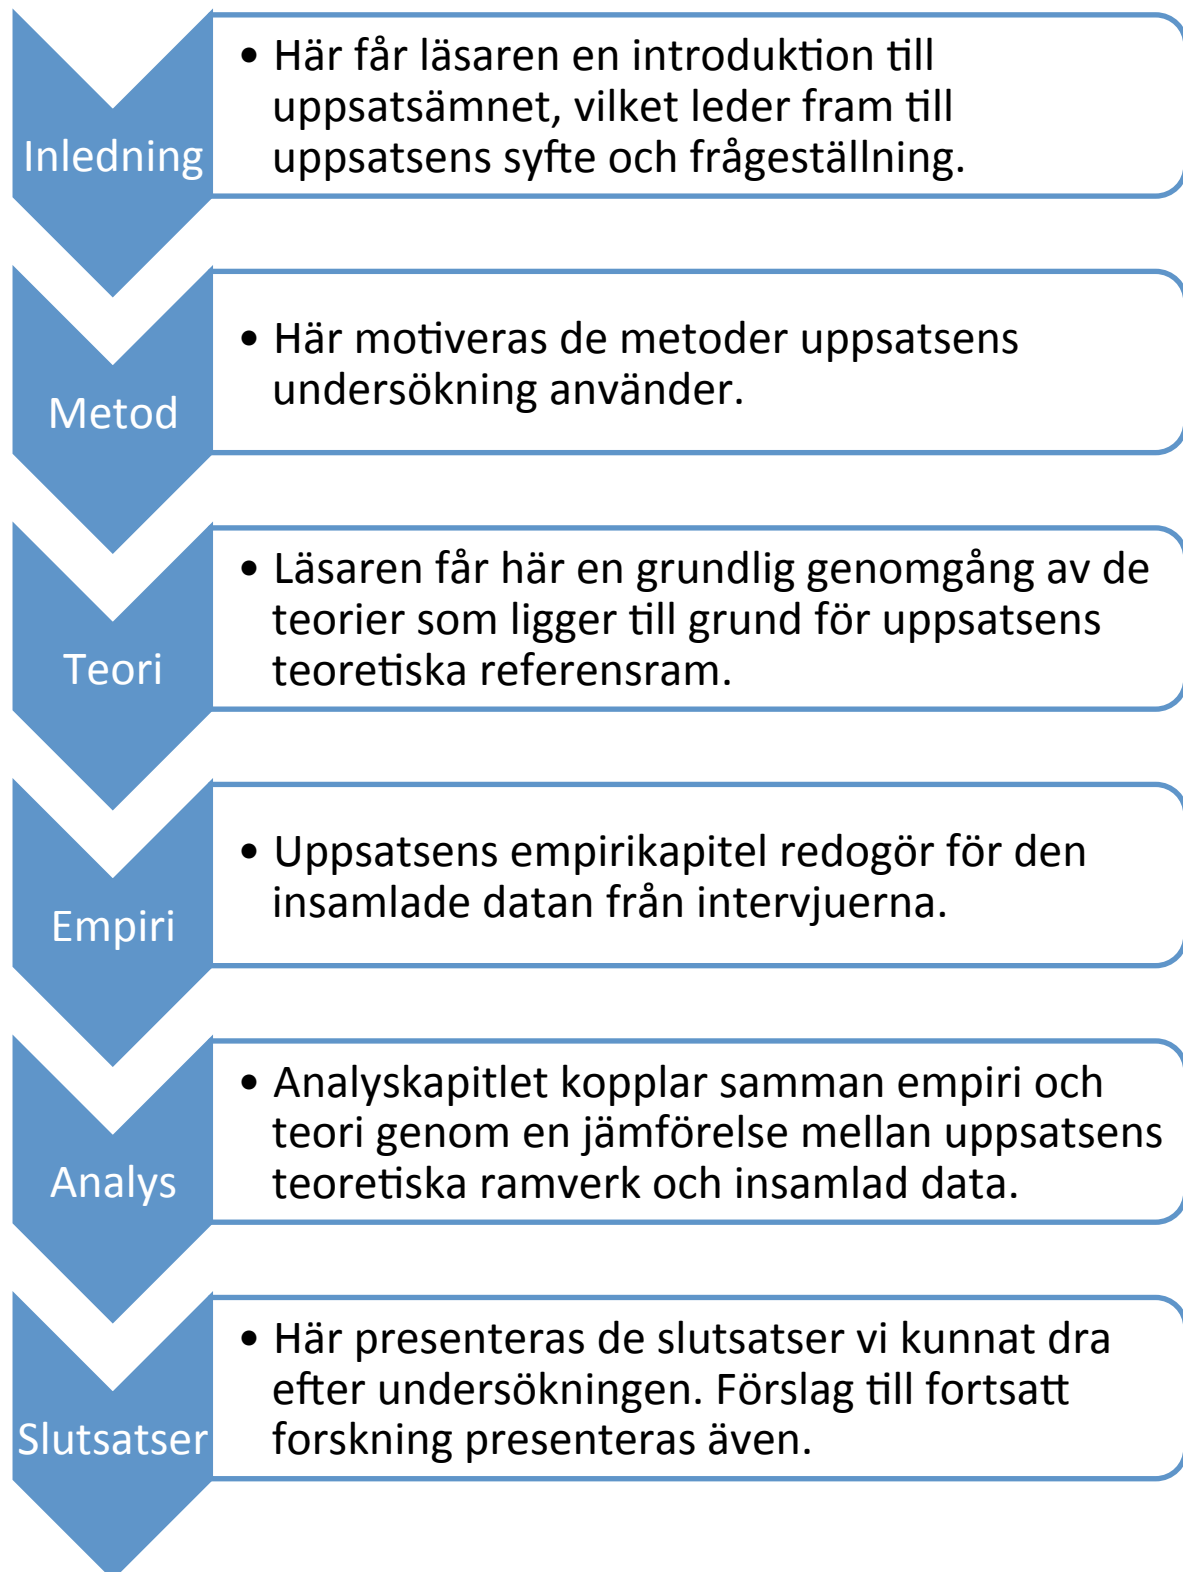 Inledning
• Här får läsaren en introduktion till
uppsatsämnet, vilket leder fram till
uppsatsens syfte och frågeställning.
Metod
• Här motiveras de metoder uppsatsens
undersökning använder.
Teori
• Läsaren får här en grundlig genomgång av de
teorier som ligger till grund för uppsatsens
teoretiska referensram.
Empiri
• Uppsatsens empirikapitel redogör för den
insamlade datan från intervjuerna.
Analys
• Analyskapitlet kopplar samman empiri och
teori genom en jämförelse mellan uppsatsens
teoretiska ramverk och insamlad data.
Slutsatser
• Här presenteras de slutsatser vi kunnat dra
efter undersökningen. Förslag till fortsatt
forskning presenteras även.